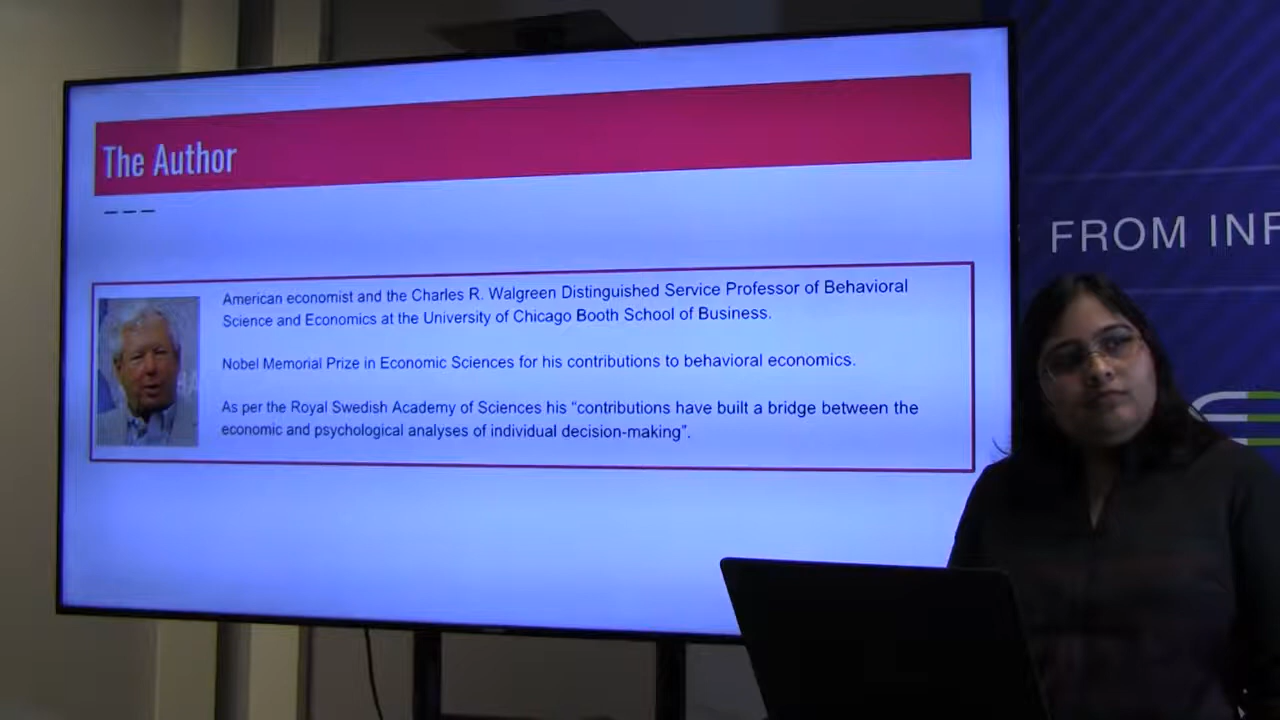 The Author
American economist and the Charles R. Walgreen Distinguished Service Professor of Behavioral
Science and Economics at the University of Chicago Booth School of Business.
Nobel Memorial Prize in Economic Sciences for his contributions to behavioral economics.
As per the Royal Swedish Academy of Sciences his “contributions have built a bridge between the
economic and psychological analyses of individual decision-making”.
FROM